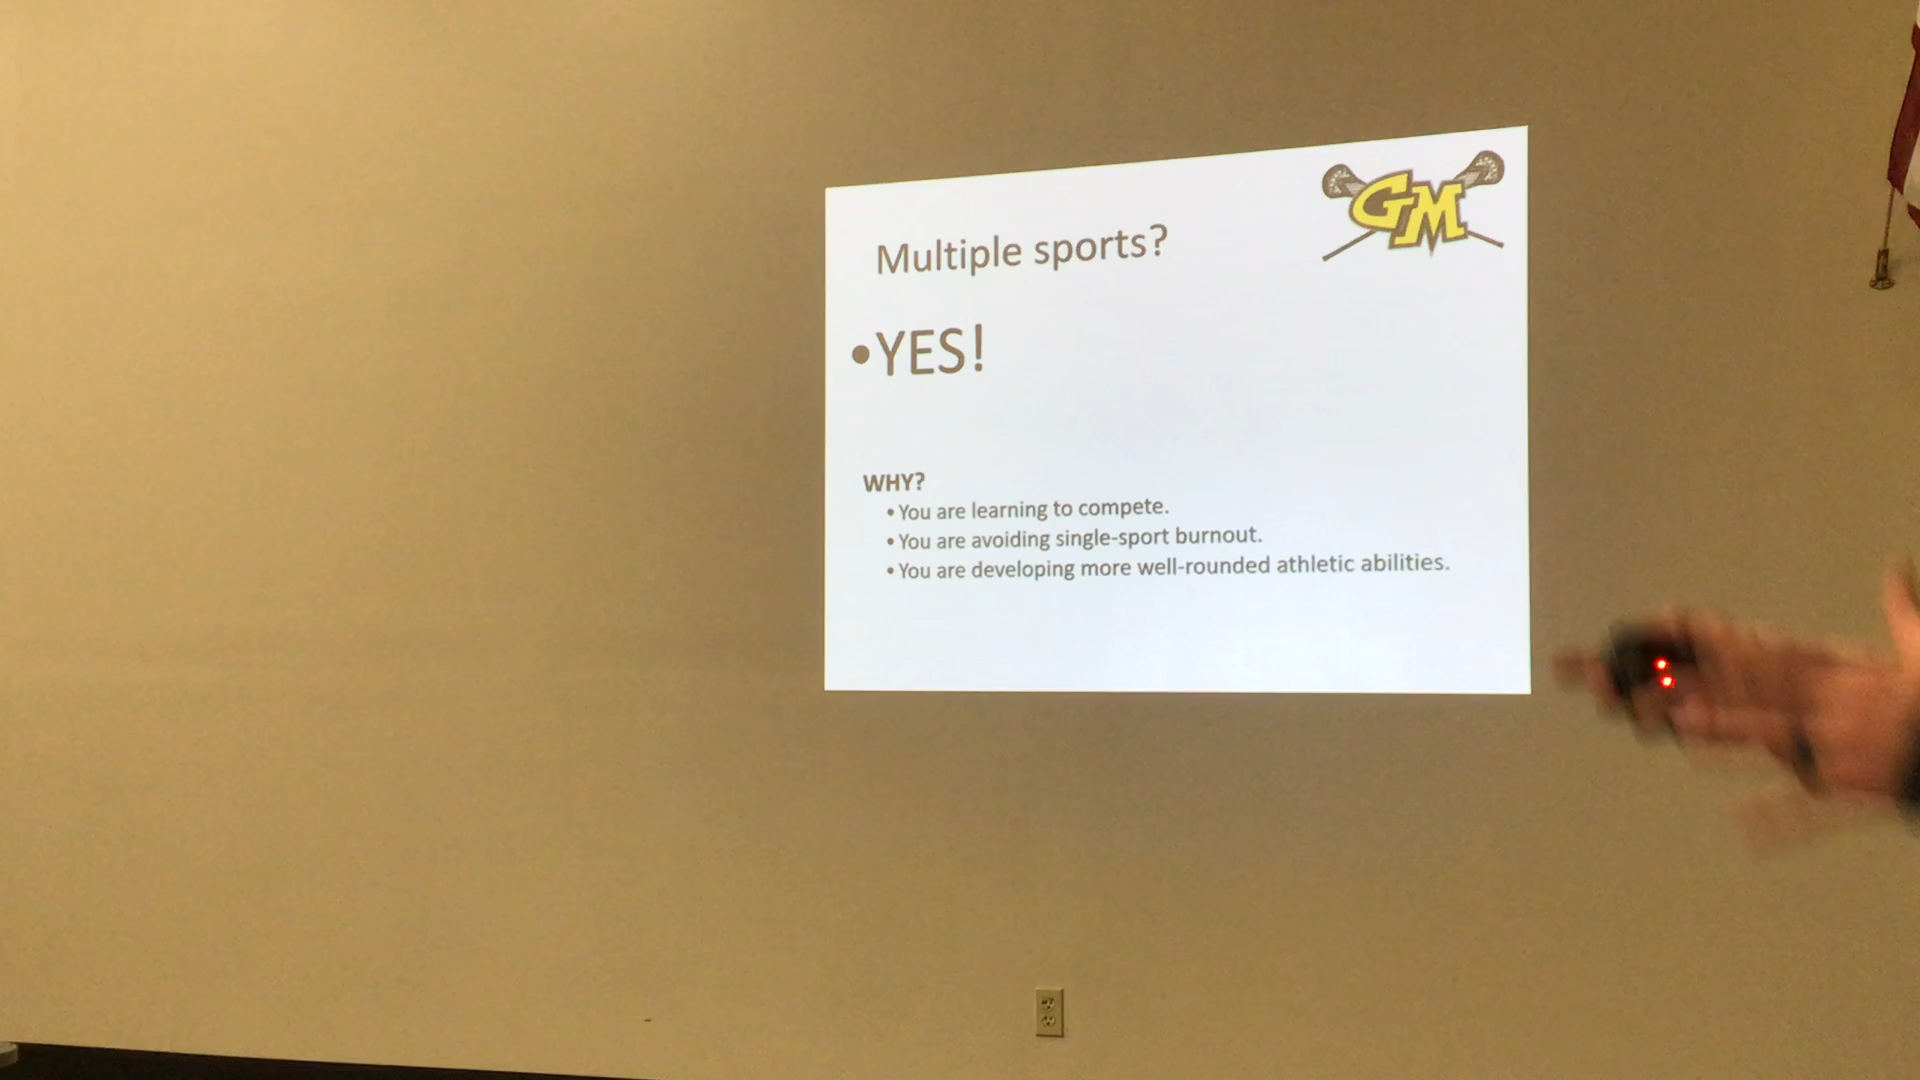 GM
Multiple sports?
•YES!
WHY?
• You are learning to compete.
• You are avoiding single-sport burnout.
• You are developing more well-rounded athletic abilities.